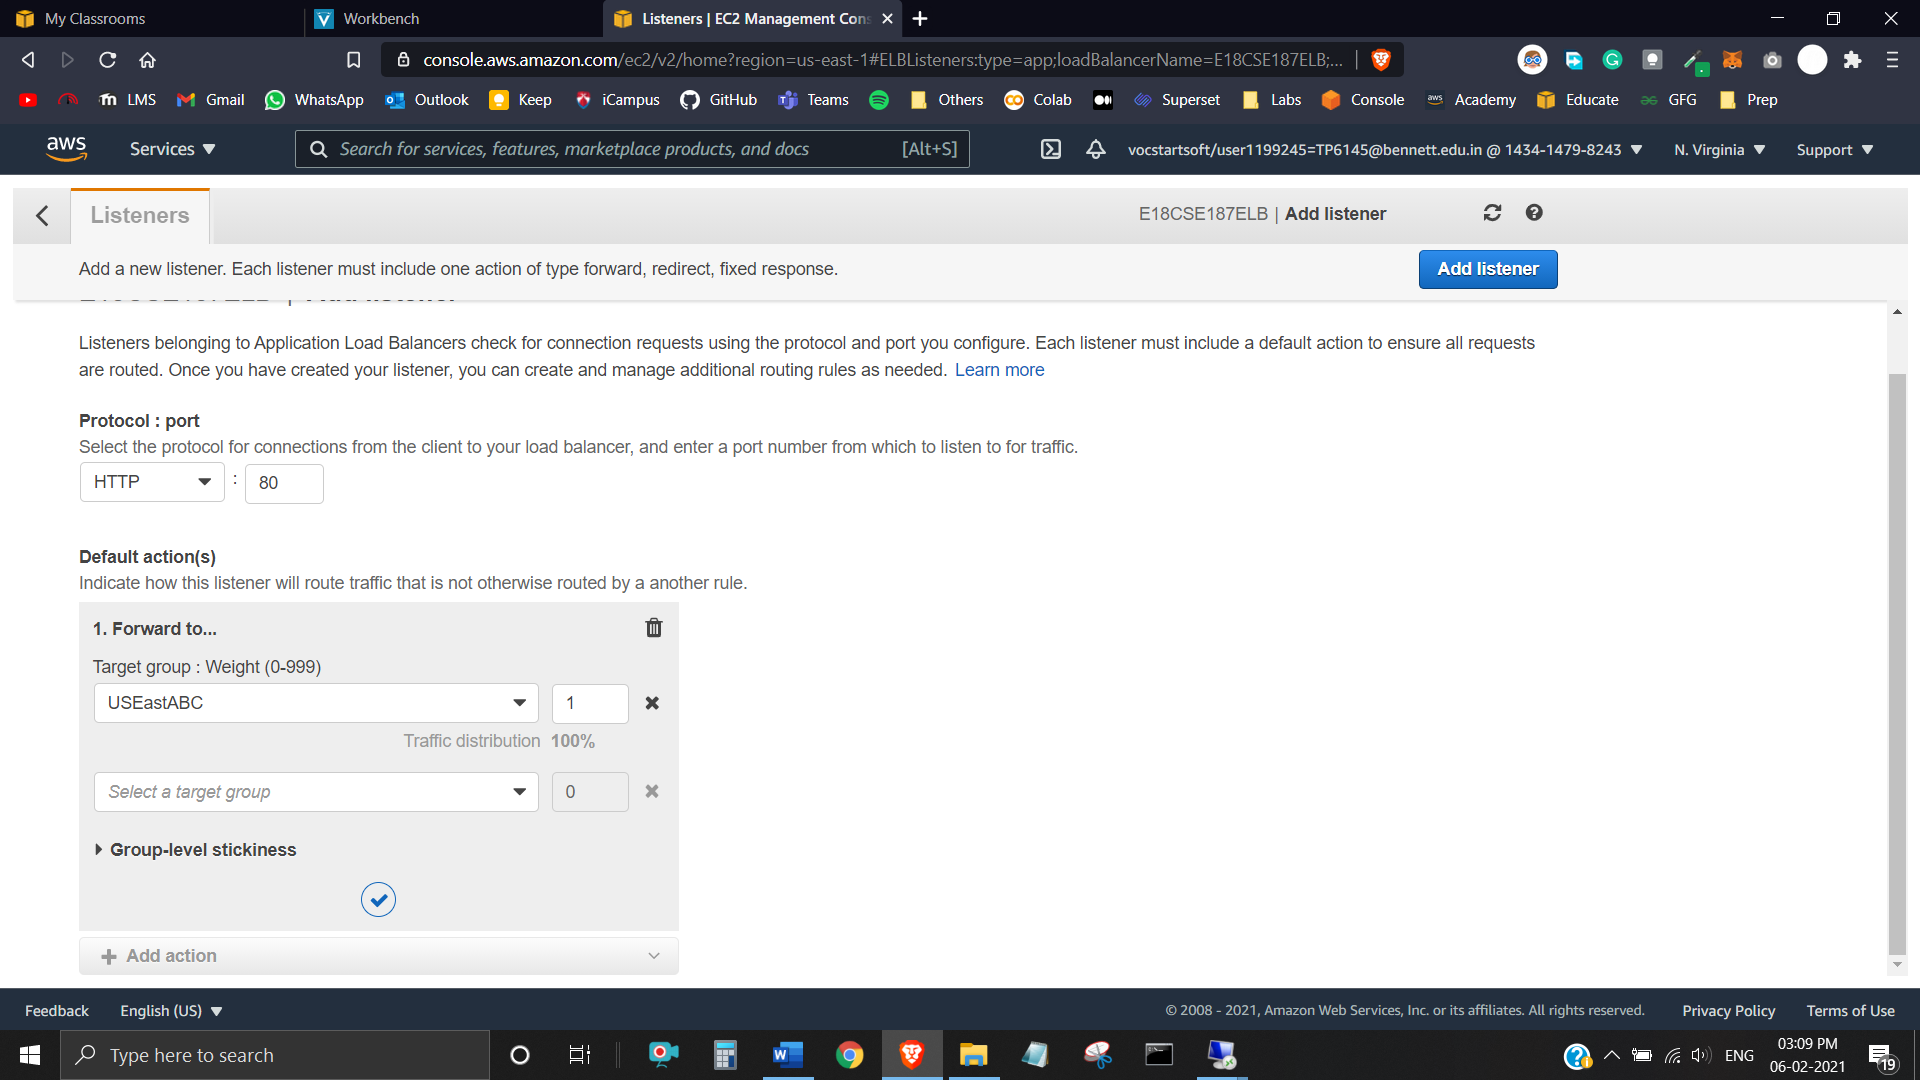 My Classrooms
Workbench
Listeners | EC2 Management Cons
console.aws.amazon.com/ec2/v2/home?region=us-east-1#ELBListeners:type=app;loadBalancerName=E18CSE187ELB;...
LMS
Gmail
WhatsApp
Outlook
Keep
iCampus
GitHub
Teams
Others
Colab
Superset
Labs
Console
aws
Academy
Educate
GFG
Prep
aws
Services
Search for services, features, marketplace products, and docs
[Alt+S]
vocstartsoft/user1199245=TP6145@bennett.edu.in @ 1434-1479-8243
N. Virginia
Support
Listeners
E18CSE187ELB | Add listener
Add a new listener. Each listener must include one action of type forward, redirect, fixed response.
Add listener
E18CSE187ELB | Add listener
Listeners belonging to Application Load Balancers check for connection requests using the protocol and port you configure. Each listener must include a default action to ensure all requests
are routed. Once you have created your listener, you can create and manage additional routing rules as needed. Learn more
Protocol : port
Select the protocol for connections from the client to your load balancer, and enter a port number from which to listen to for traffic.
HTTP : 80
Default action(s)
Indicate how this listener will route traffic that is not otherwise routed by a another rule.
1. Forward to...
Target group : Weight (0-999)
USEastABC
1
Traffic distribution 100%
Select a target group
0
Group-level stickiness
Add action
Feedback
English (US)
© 2008 - 2021, Amazon Web Services, Inc. or its affiliates. All rights reserved.
Privacy Policy
Terms of Use
Type here to search
ENG
03:09 PM
06-02-2021
19